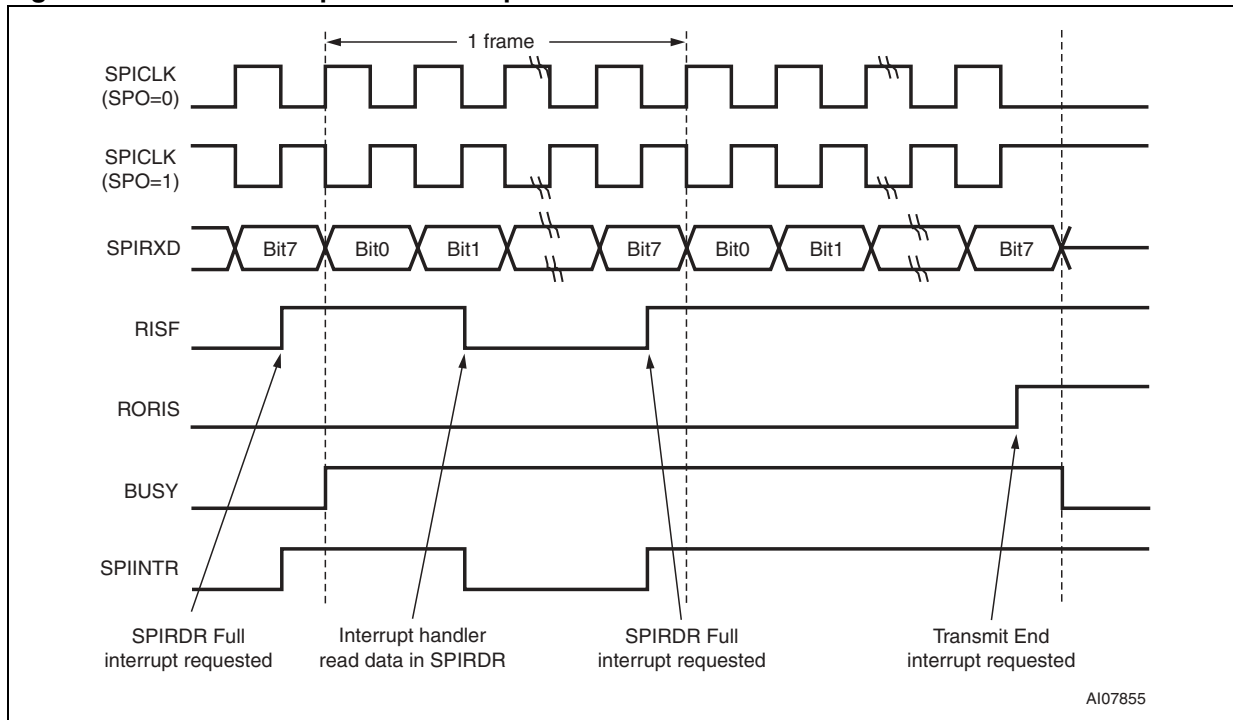 1 frame
SPICLK
(SPO=0)
SPICLK
(SPO=1)
SPIRXD Bit7 Bit0 Bit1 Bit7 Bit0 Bit1 Bit7
RISF
RORIS
BUSY
SPIINTR
SPIRDR Full
interrupt requested
Interrupt handler
read data in SPIRDR
SPIRDR Full
interrupt requested
Transmit End
interrupt requested
AI07855